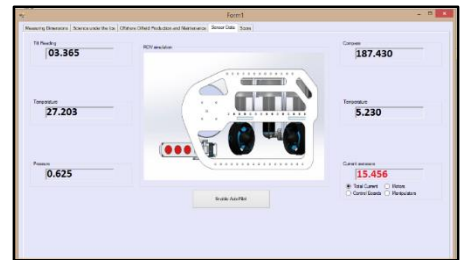 Form1
Measuring Dimensions
Science under the Ice
Offshore Oilfield Production and Maintenance
Sensor Data
Score
Tilt Reading
03.365
ROV simulation
Compass
187.430
Temperature
27.203
Temperature
5.230
Pressure
0.625
Current sensors
15.456
Total Current
Motors
Control Boards
Manipulators
Enable AutoPilot